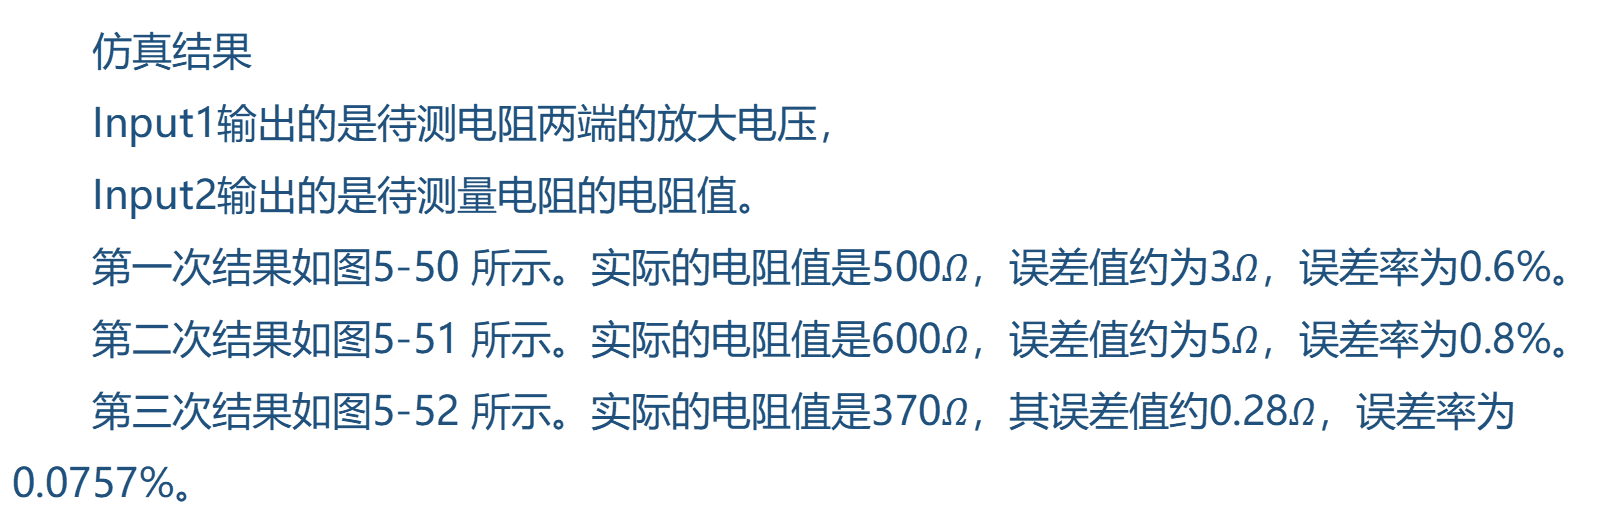 仿真结果
Input1输出的是待测电阻两端的放大电压，
Input2输出的是待测量电阻的电阻值。
第一次结果如图5-50 所示。实际的电阻值是500Ω，误差值约为3Ω，误差率为0.6%。
第二次结果如图5-51 所示。实际的电阻值是600Ω，误差值约为5Ω，误差率为0.8%。
第三次结果如图5-52 所示。实际的电阻值是370Ω，其误差值约0.28Ω，误差率为
0.0757%。